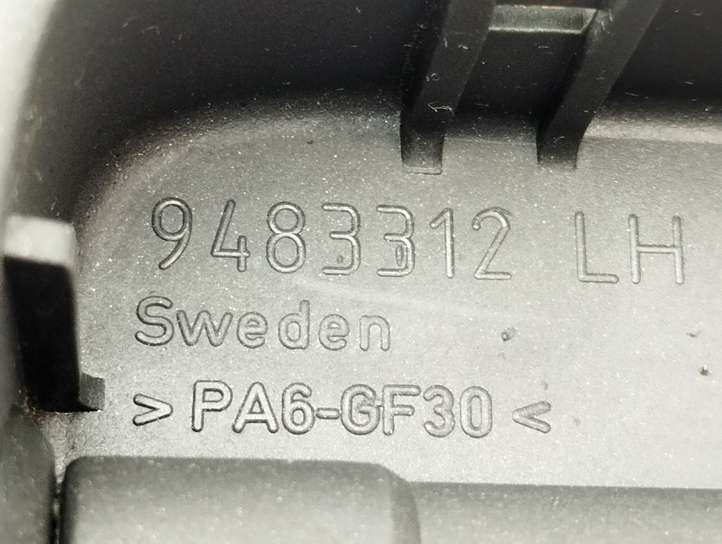 9483312 LH
Sweden
>PA6-GF30<